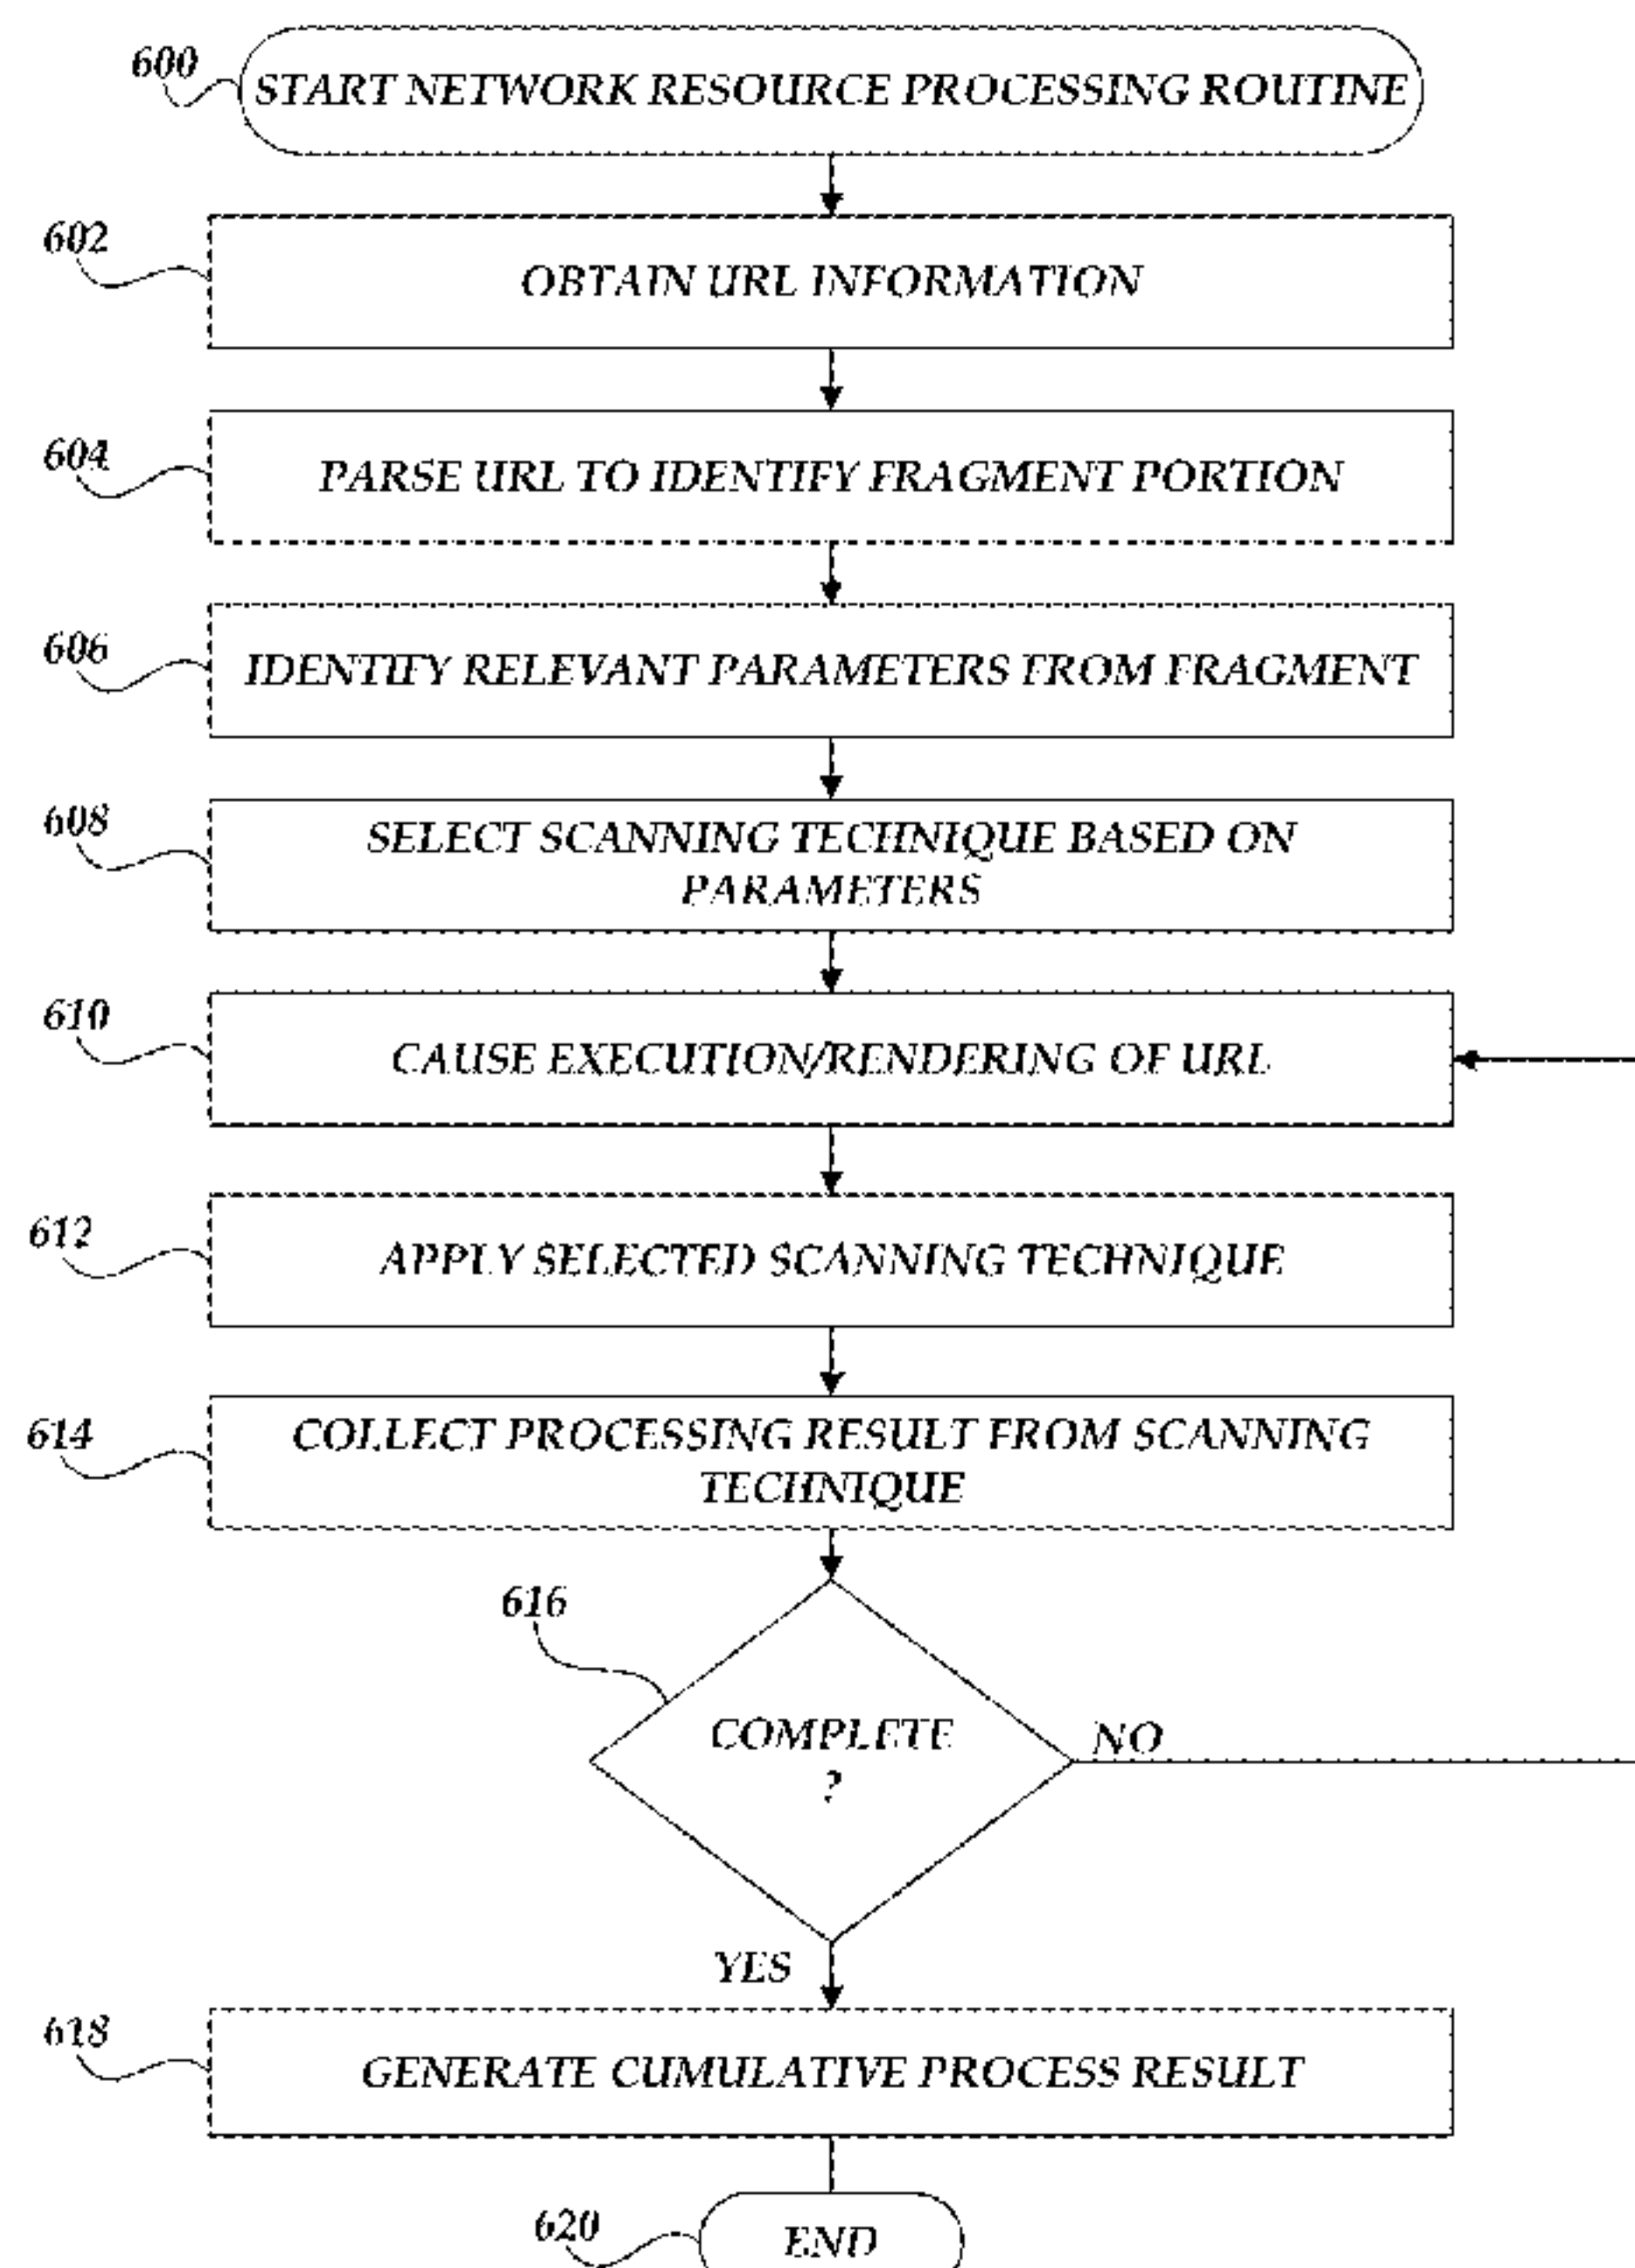 600
START NETWORK RESOURCE PROCESSING ROUTINE
602
OBTAIN URL INFORMATION
604
PARSE URL TO IDENTIFY FRAGMENT PORTION
606
IDENTIFY RELEVANT PARAMETERS FROM FRAGMENT
608
SELECT SCANNING TECHNIQUE BASED ON
PARAMETERS
610
CAUSE EXECUTION/RENDERING OF URL
612
APPLY SELECTED SCANNING TECHNIQUE
614
COLLECT PROCESSING RESULT FROM SCANNING
TECHNIQUE
616
COMPLETE
?
NO
YES
618
GENERATE CUMULATIVE PROCESS RESULT
620
END